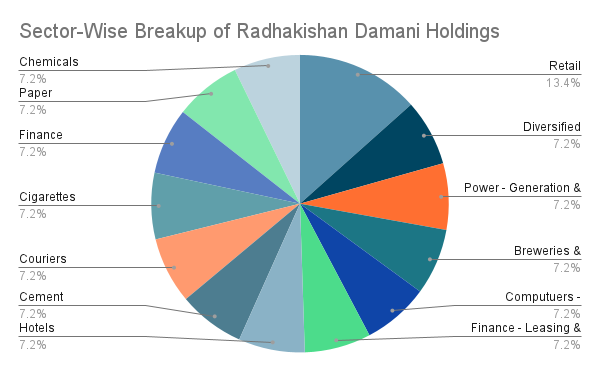 Sector-Wise Breakup of Radhakishan Damani Holdings
Retail
13.4%
Diversified
7.2%
Power - Generation &
7.2%
Breweries &
7.2%
Computuers -
7.2%
Finance - Leasing &
7.2%
Chemicals
7.2%
Paper
7.2%
Finance
7.2%
Cigarettes
7.2%
Couriers
7.2%
Cement
7.2%
Hotels
7.2%